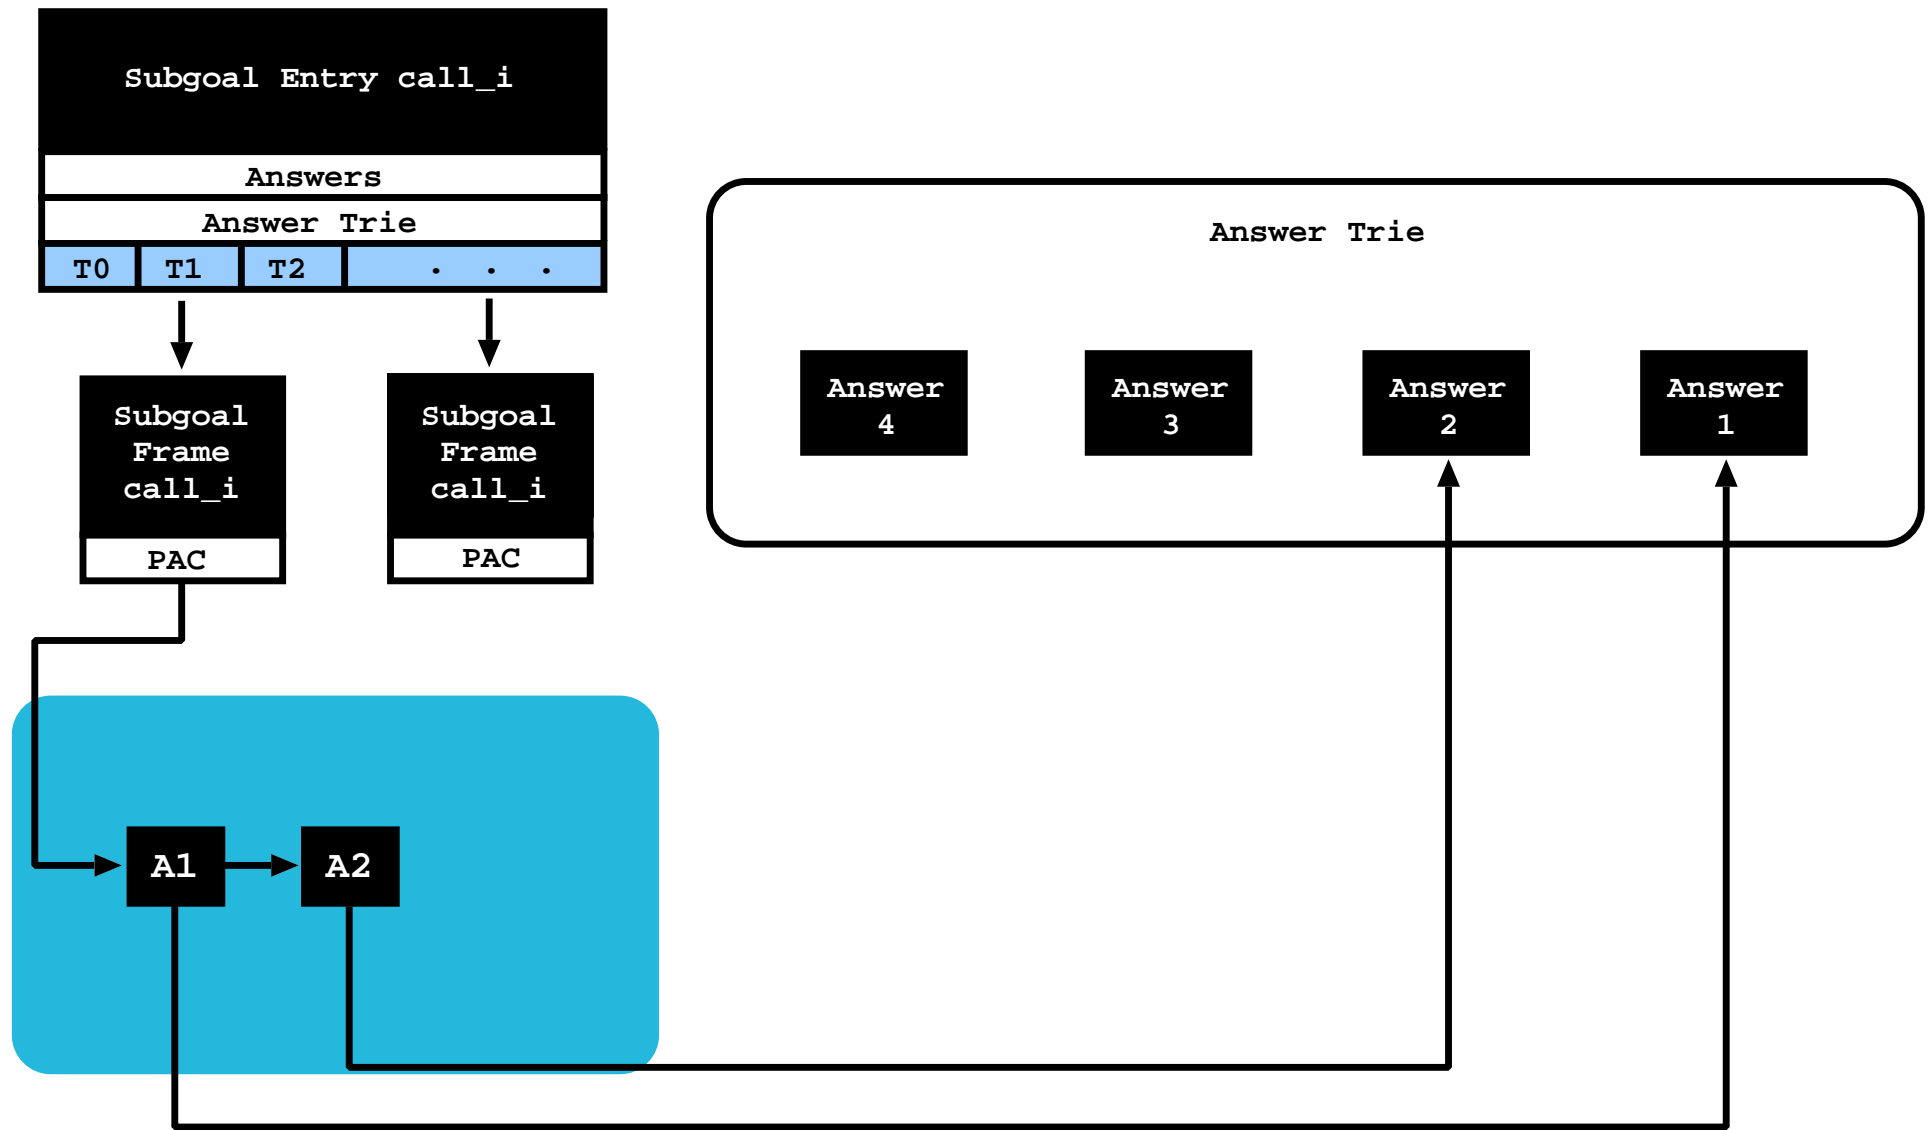 Subgoal Entry call_i
Answers
Answer Trie
T0 T1 T2 . . .
Subgoal
Frame
call_i
PAC
Subgoal
Frame
call_i
PAC
Answer Trie
Answer
4
Answer
3
Answer
2
Answer
1
A1
A2